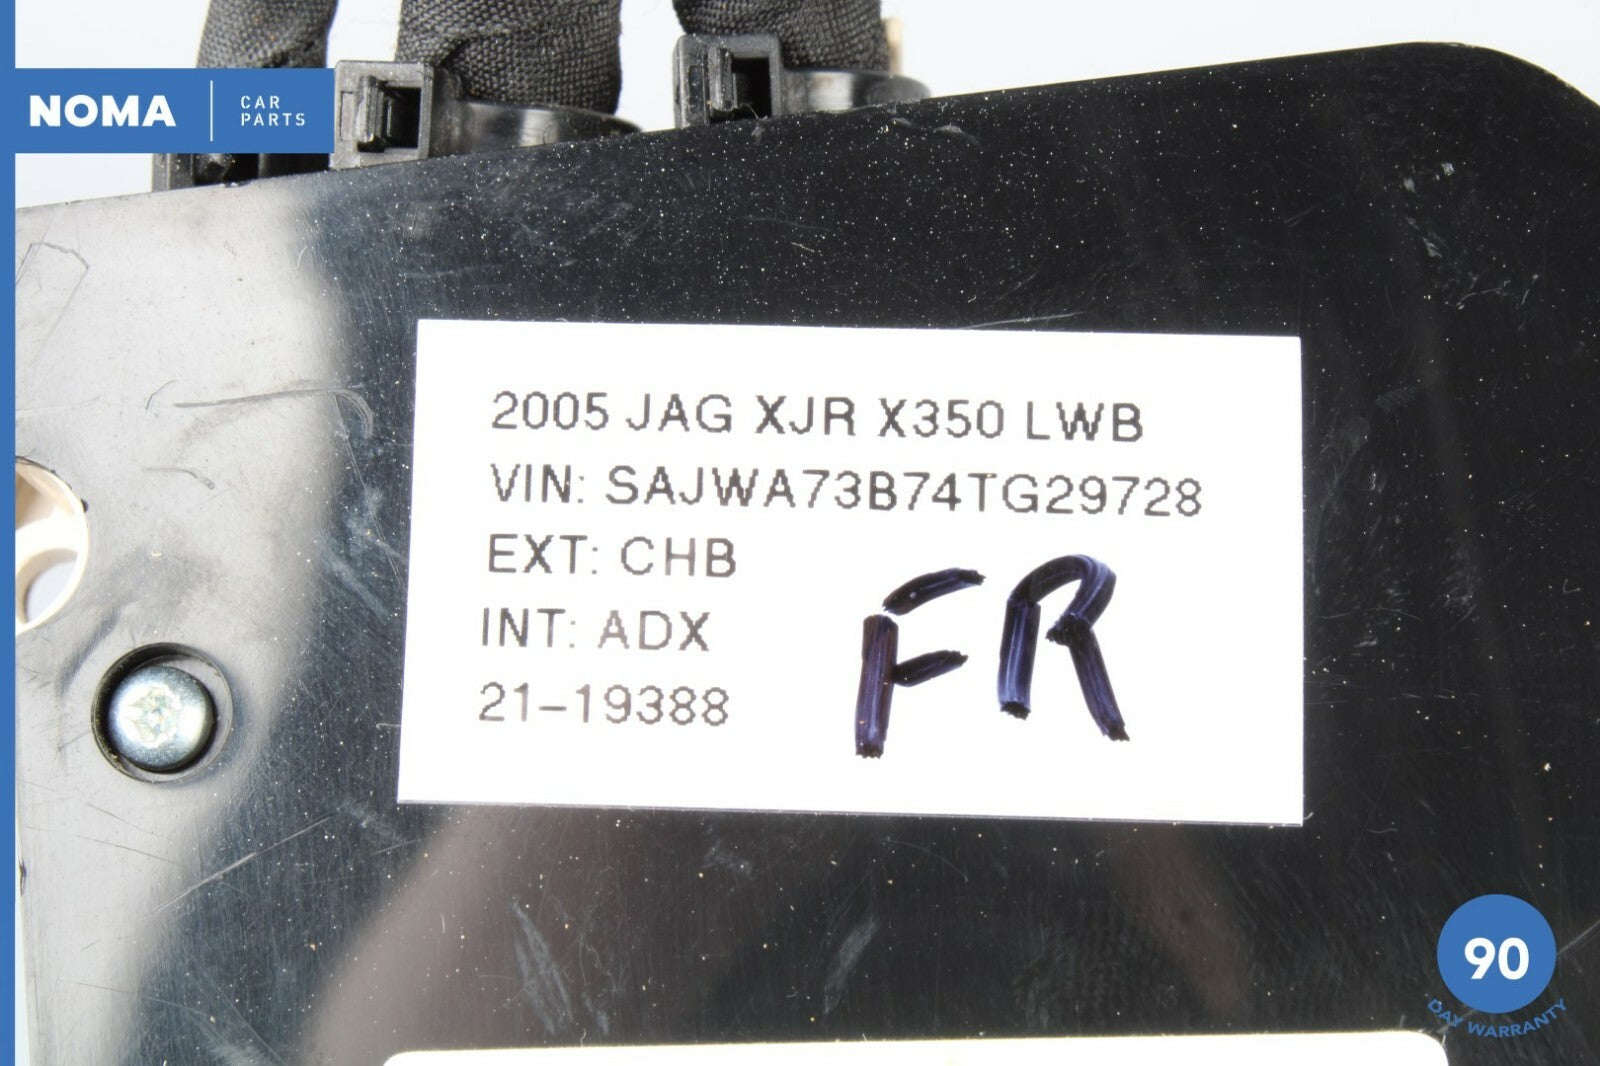 NOMA
CAR
PARTS
2005 JAG XJR X350 LWB
VIN: SAJWA73B74TG29728
EXT: CHB
INT: ADX
21-19388
FR
90
DAY WARRANTY